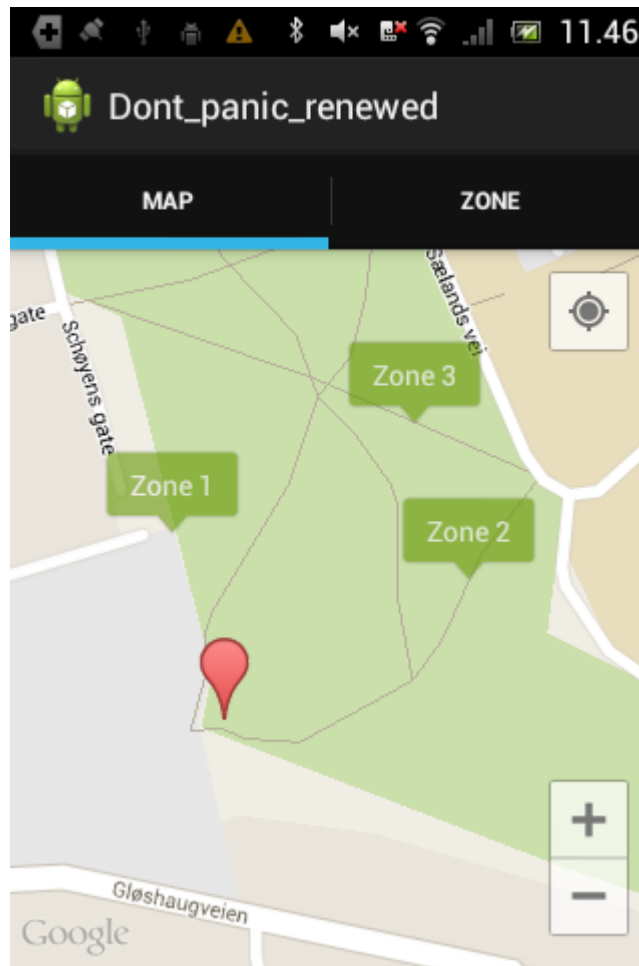 11.46
Dont_panic_renewed
MAP
ZONE
Sælands vei
gate
Schøyens gate
Zone 3
Zone 1
Zone 2
+
−
Gløshaugveien
Google